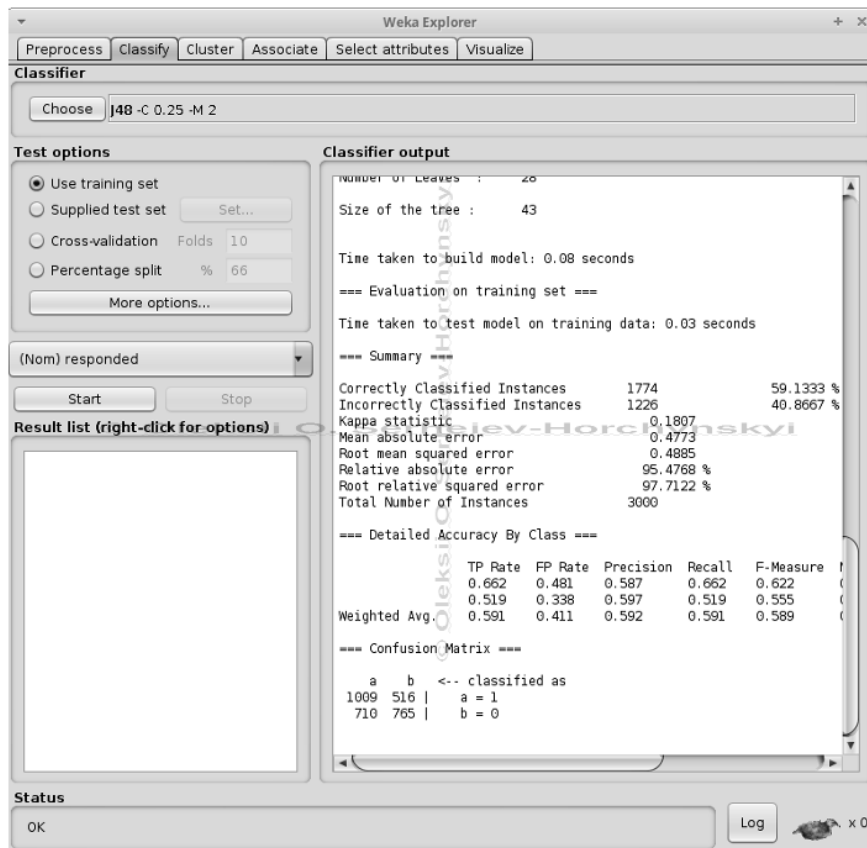 Weka Explorer
Preprocess Classify Cluster Associate Select attributes Visualize
Classifier
Choose J48 -C 0.25 -M 2
Test options
Use training set
Supplied test set Set...
Cross-validation Folds 10
Percentage split % 66
More options...
(Nom) responded
Start Stop
Result list (right-click for options)
Classifier output
Number of Leaves : 28
Size of the tree : 43
Time taken to build model: 0.08 seconds
=== Evaluation on training set ===
Time taken to test model on training data: 0.03 seconds
=== Summary ===
Correctly Classified Instances 1774 59.1333 %
Incorrectly Classified Instances 1226 40.8667 %
Kappa statistic 0.1807
Mean absolute error 0.4773
Root mean squared error 0.4885
Relative absolute error 95.4768 %
Root relative squared error 97.7122 %
Total Number of Instances 3000
=== Detailed Accuracy By Class ===
TP Rate FP Rate Precision Recall F-Measure
0.662 0.481 0.587 0.662 0.622
0.519 0.338 0.597 0.519 0.555
Weighted Avg. 0.591 0.411 0.592 0.591 0.589
=== Confusion Matrix ===
a b <-- classified as
1009 516 | a = 1
710 765 | b = 0
Status
OK
Log x 0